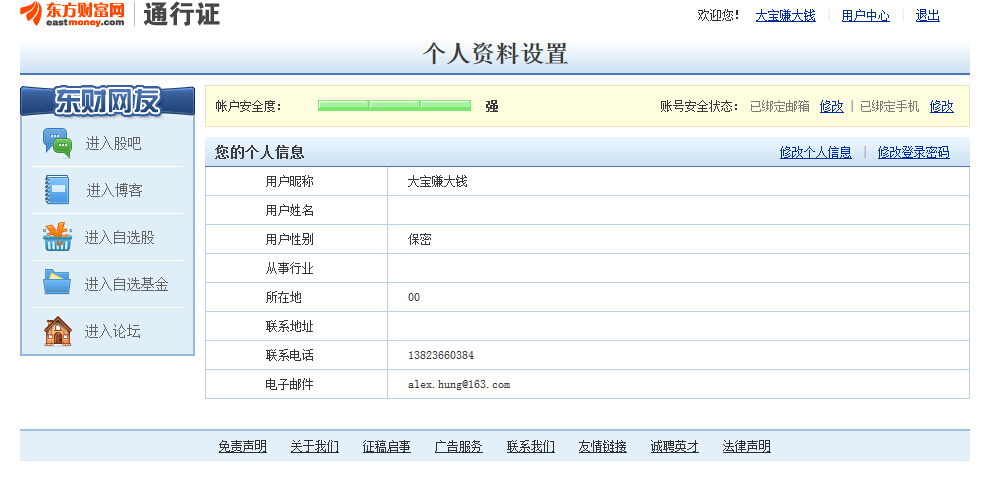 东方财富网 eastmoney.com 通行证 欢迎您！ 大宝赚大钱 用户中心 退出
个人资料设置
东财网友
进入股吧
进入博客
进入自选股
进入自选基金
进入论坛
帐户安全度： 强 账号安全状态： 已绑定邮箱 修改 | 已绑定手机 修改
您的个人信息 修改个人信息 | 修改登录密码
用户昵称 大宝赚大钱
用户姓名
用户性别 保密
从事行业
所在地 00
联系地址
联系电话 13823660384
电子邮件 alex.hung@163.com
免责声明 关于我们 征稿启事 广告服务 联系我们 友情链接 诚聘英才 法律声明